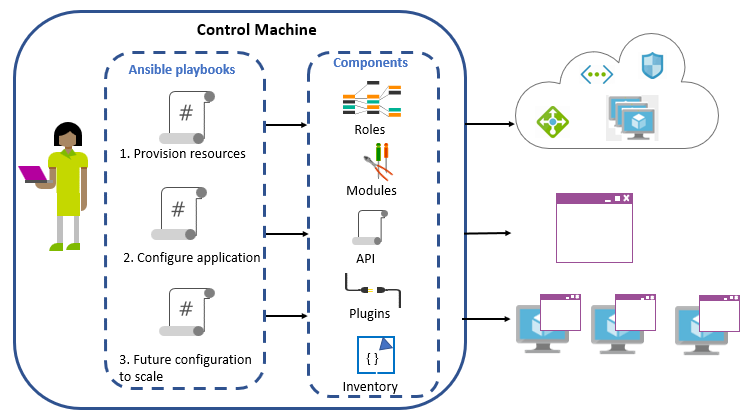 Control Machine
Ansible playbooks
#
1. Provision resources
#
2. Configure application
#
3. Future configuration
to scale
Components
Roles
Modules
API
Plugins
{ }
Inventory